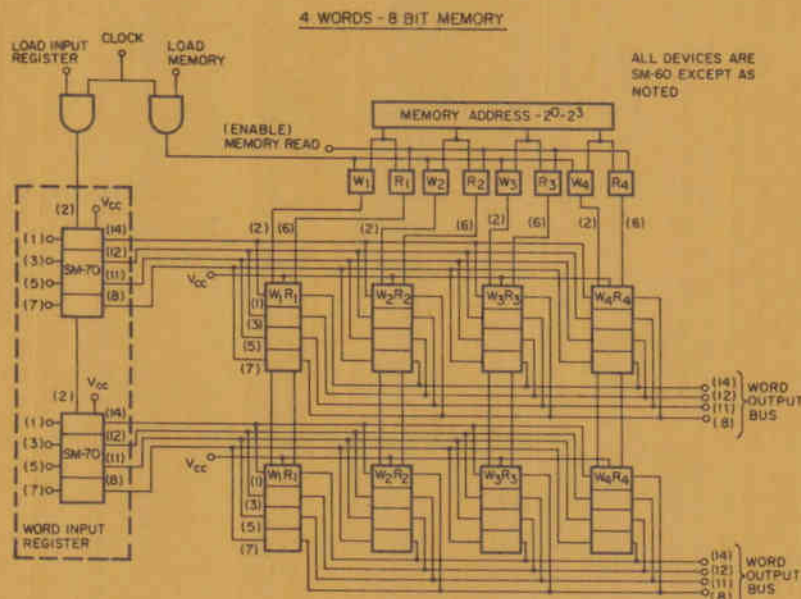 4 WORDS - 8 BIT MEMORY
LOAD INPUT
REGISTER
CLOCK
LOAD
MEMORY
ALL DEVICES ARE
SM-60 EXCEPT AS
NOTED
MEMORY ADDRESS - 2⁰-2³
(ENABLE)
MEMORY READ
W₁ R₁ W₂ R₂ W₃ R₃ W₄ R₄
(2) (6) (2) (6) (2) (6) (2) (6)
(2) VCC
(1) (14)
(3) SM-70 (12)
(5) (11)
(7) (8)
VCC
W₁R₁ W₂R₂ W₃R₃ W₄R₄
(1)
(3)
(5)
(7)
(14)
(12)
(11)
(8)
WORD
OUTPUT
BUS
(2) VCC
(1) (14)
(3) SM-70 (12)
(5) (11)
(7) (8)
WORD INPUT
REGISTER
VCC
W₁R₁ W₂R₂ W₃R₃ W₄R₄
(1)
(3)
(5)
(7)
(14)
(12)
(11)
(8)
WORD
OUTPUT
BUS